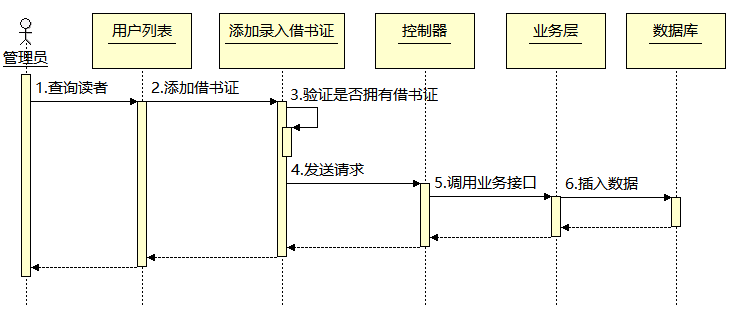 管理员
用户列表
添加录入借书证
控制器
业务层
数据库
1.查询读者
2.添加借书证
3.验证是否拥有借书证
4.发送请求
5.调用业务接口
6.插入数据